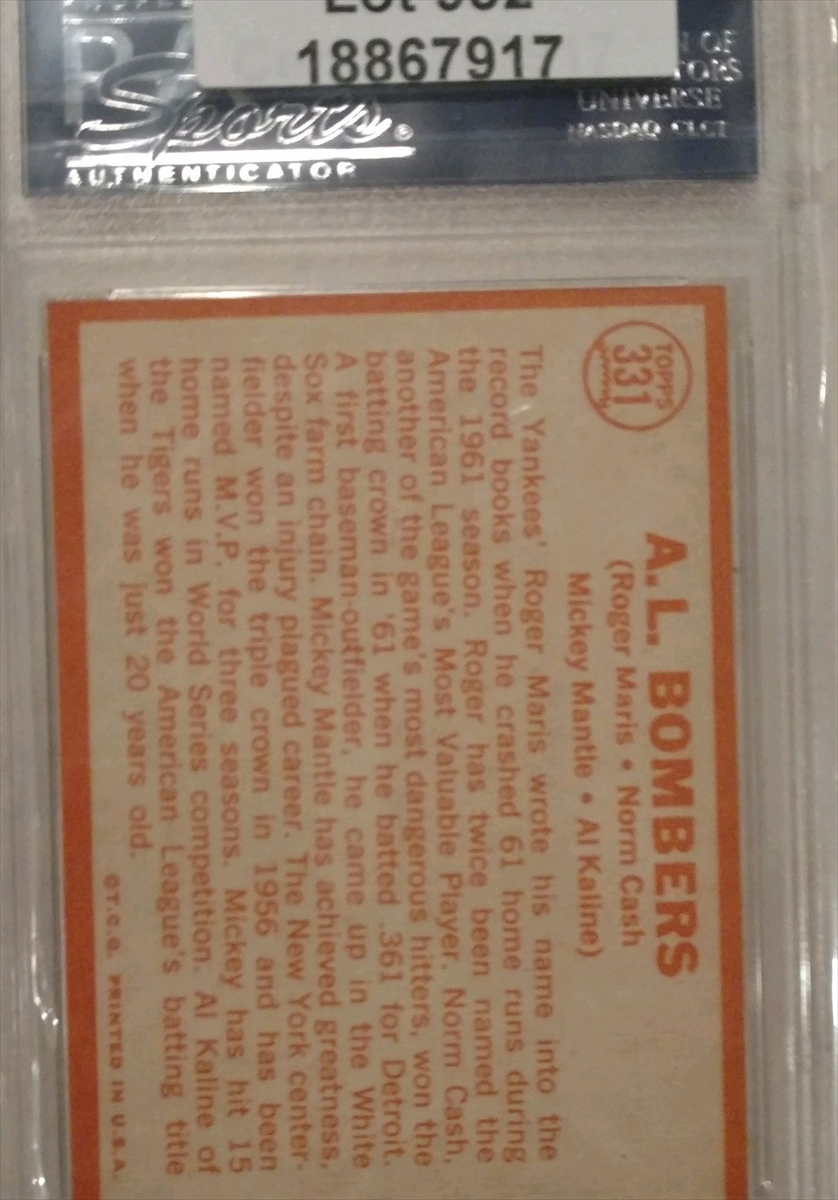 18867917
Sports®
AUTHENTICATOR
OF
TORS
UNIVERSE
NASDAQ CLCT
TOPPS
331
A.L. BOMBERS
(Roger Maris • Norm Cash
Mickey Mantle • Al Kaline)
The Yankees' Roger Maris wrote his name into the
record books when he crashed 61 home runs during
the 1961 season. Roger has twice been named the
American League's Most Valuable Player. Norm Cash,
another of the game's most dangerous hitters, won the
batting crown in '61 when he batted .361 for Detroit.
A first baseman-outfielder, he came up in the White
Sox farm chain. Mickey Mantle has achieved greatness,
despite an injury plagued career. The New York center-
fielder won the triple crown in 1956 and has been
named M.V.P. for three seasons. Mickey has hit 15
home runs in World Series competition. Al Kaline of
the Tigers won the American League's batting title
when he was just 20 years old.
©T.C.G. PRINTED IN U.S.A.